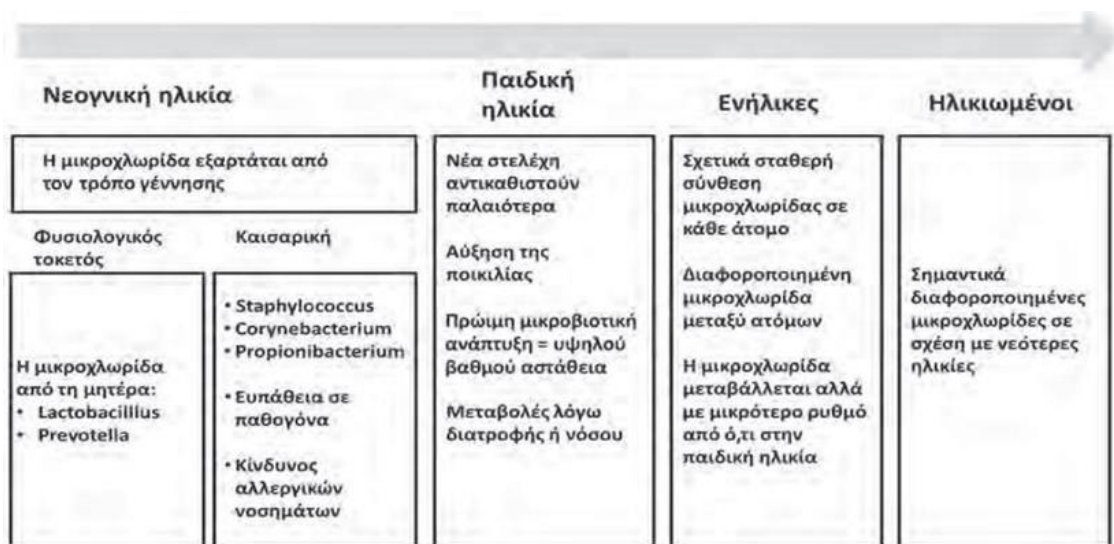 Νεογνική ηλικία
Η μικροχλωρίδα εξαρτάται από
τον τρόπο γέννησης
Φυσιολογικός
τοκετός
Η μικροχλωρίδα
από τη μητέρα:
• Lactobacilllius
• Prevotella
Καισαρική
• Staphylococcus
• Corynebacterium
• Propionibacterium
• Ευπάθεια σε
παθογόνα
• Κίνδυνος
αλλεργικών
νοσημάτων
Παιδική
ηλικία
Νέα στελέχη
αντικαθιστούν
παλαιότερα
Αύξηση της
ποικιλίας
Πρώιμη μικροβιοτική
ανάπτυξη = υψηλού
βαθμού αστάθεια
Μεταβολές λόγω
διατροφής ή νόσου
Ενήλικες
Σχετικά σταθερή
σύνθεση
μικροχλωρίδας σε
κάθε άτομο
Διαφοροποιημένη
μικροχλωρίδα
μεταξύ ατόμων
Η μικροχλωρίδα
μεταβάλλεται αλλά
με μικρότερο ρυθμό
από ό,τι στην
παιδική ηλικία
Ηλικιωμένοι
Σημαντικά
διαφοροποιημένες
μικροχλωρίδες σε
σχέση με νεότερες
ηλικίες